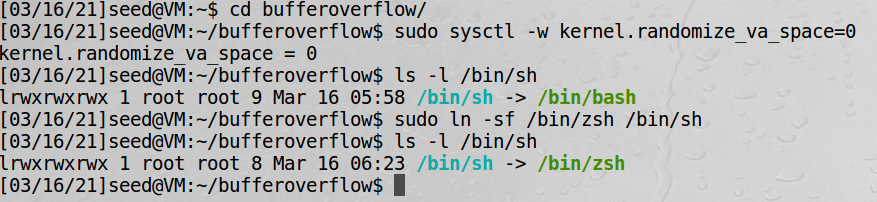 [03/16/21]seed@VM:~$ cd bufferoverflow/
[03/16/21]seed@VM:~/bufferoverflow$ sudo sysctl -w kernel.randomize_va_space=0
kernel.randomize_va_space = 0
[03/16/21]seed@VM:~/bufferoverflow$ ls -l /bin/sh
lrwxrwxrwx 1 root root 9 Mar 16 05:58 /bin/sh -> /bin/bash
[03/16/21]seed@VM:~/bufferoverflow$ sudo ln -sf /bin/zsh /bin/sh
[03/16/21]seed@VM:~/bufferoverflow$ ls -l /bin/sh
lrwxrwxrwx 1 root root 8 Mar 16 06:23 /bin/sh -> /bin/zsh
[03/16/21]seed@VM:~/bufferoverflow$